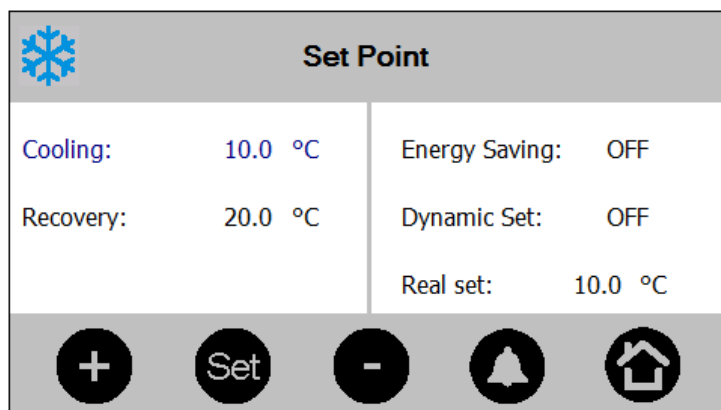 Set Point
Cooling: 10.0 °C
Recovery: 20.0 °C
Energy Saving: OFF
Dynamic Set: OFF
Real set: 10.0 °C
+ Set -